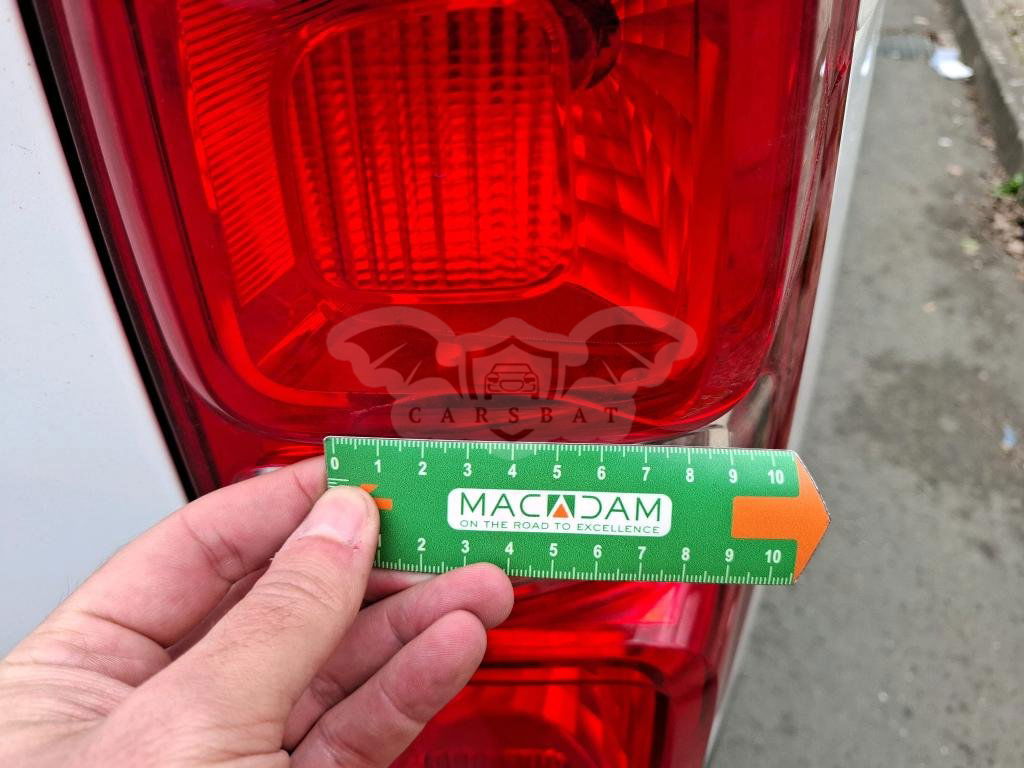 CARSBAT
0 1 2 3 4 5 6 7 8 9 10
MACADAM
ON THE ROAD TO EXCELLENCE
1 2 3 4 5 6 7 8 9 10